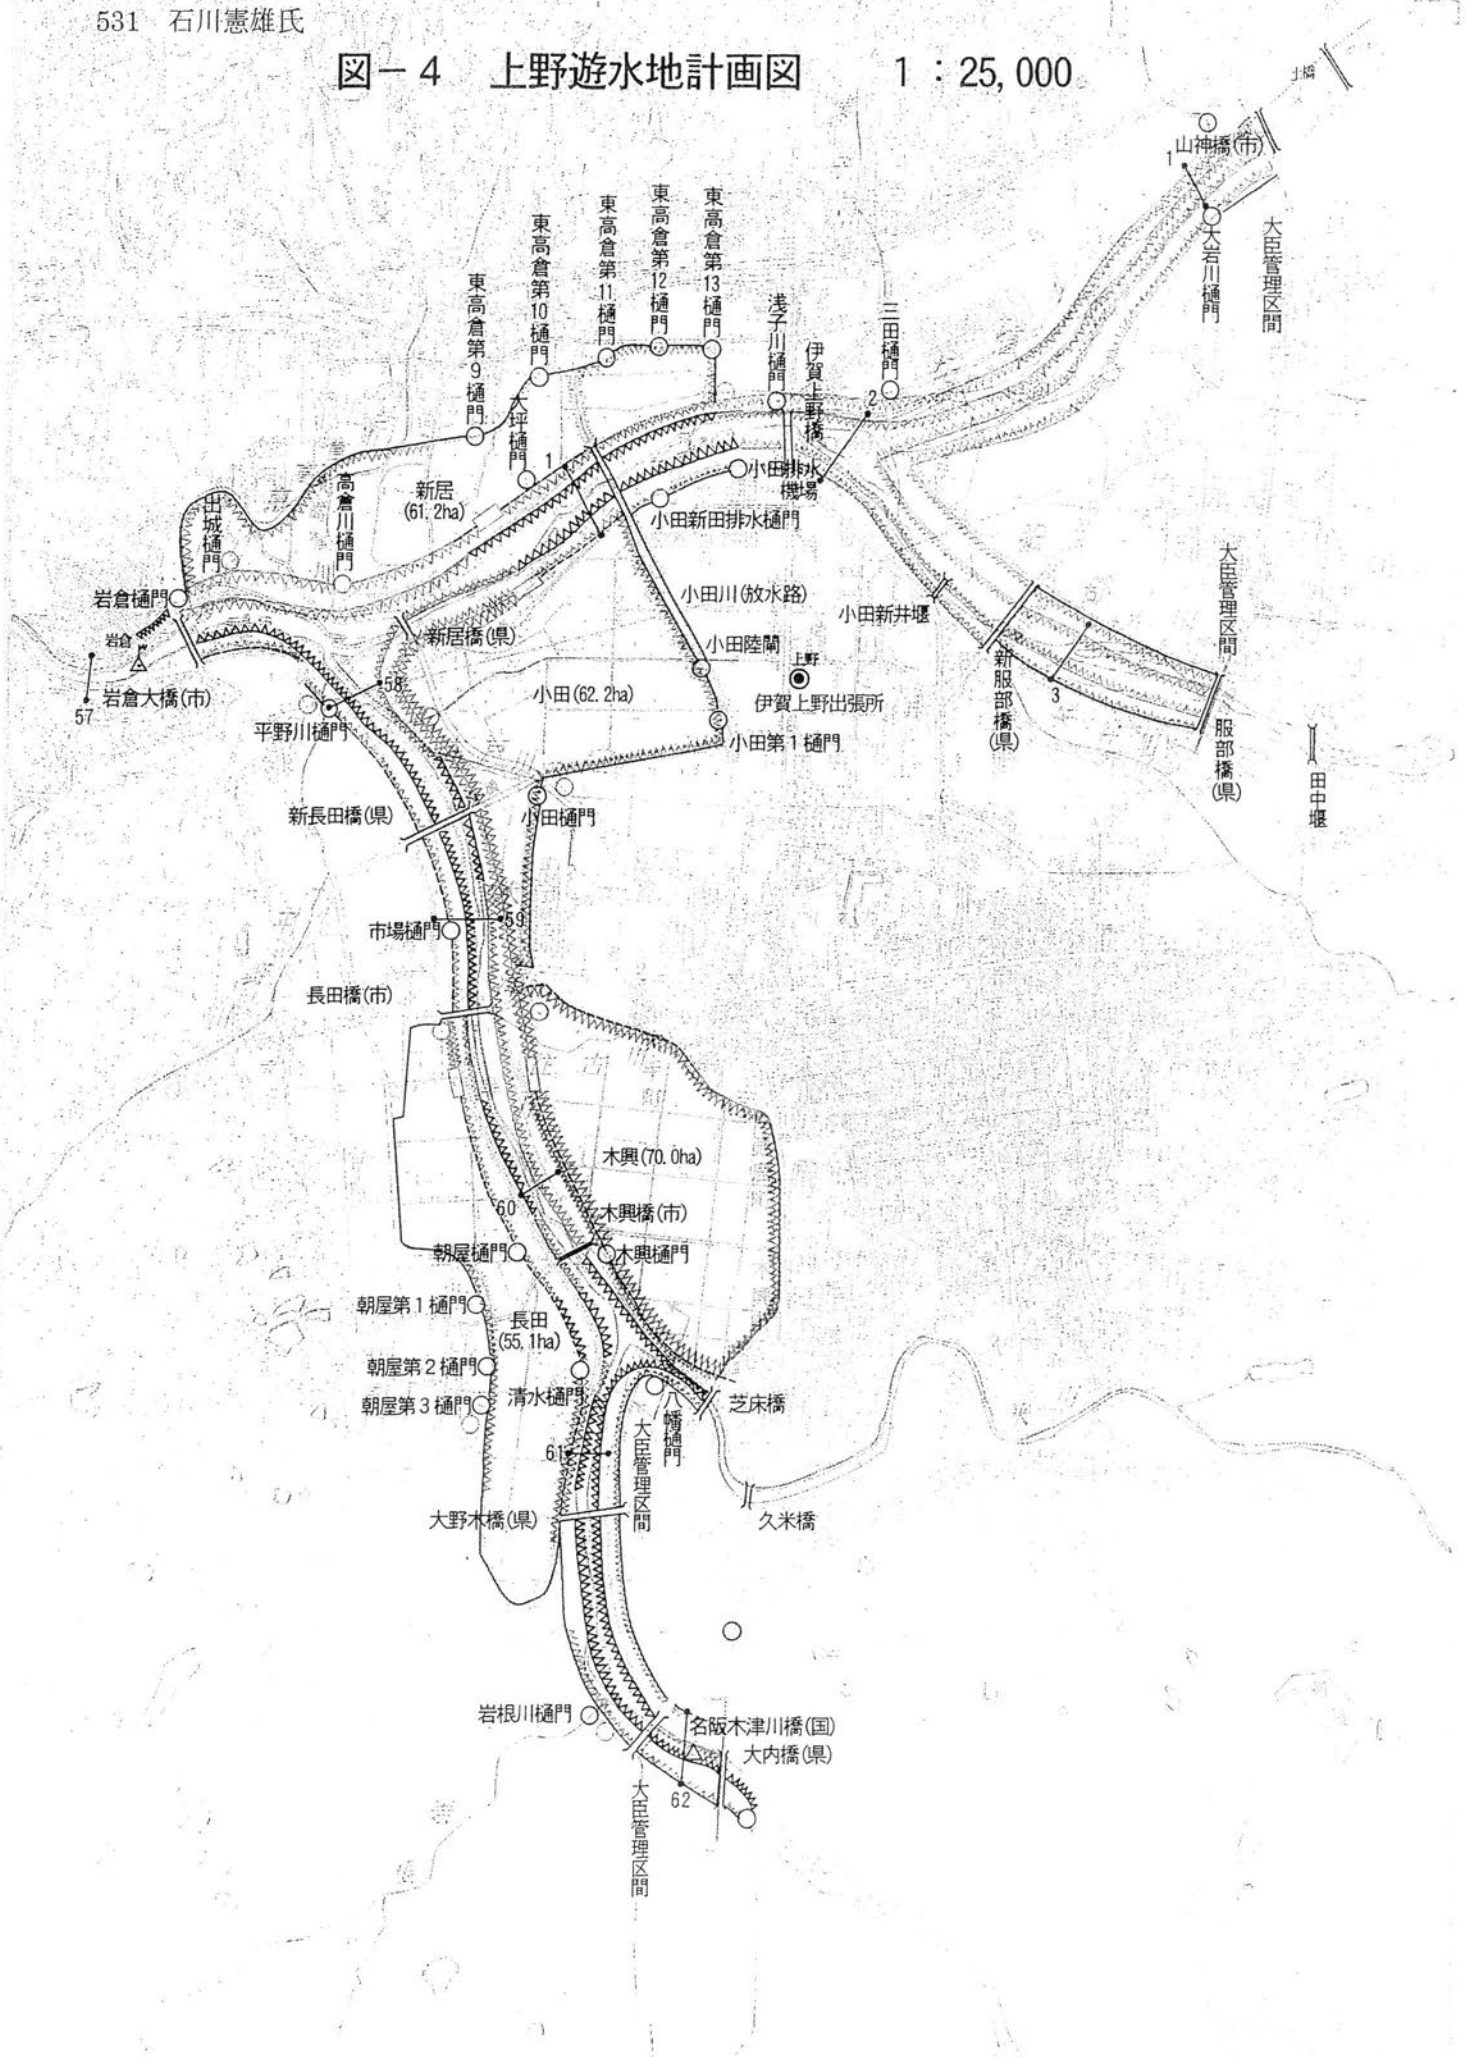 531 石川憲雄氏
図－4 上野遊水地計画図 1：25,000
山神橋(市)
1
大岩川樋門
大臣管理区間
東高倉第9樋門
東高倉第10樋門
東高倉第11樋門
東高倉第12樋門
東高倉第13樋門
浅子川樋門
伊賀上野橋
三田樋門
2
大坪樋門
1
新居
(61.2ha)
小田排水
機場
小田新田排水樋門
出城樋門
高倉川樋門
岩倉樋門
岩倉
岩倉大橋(市)
57
新居橋(県)
小田川(放水路)
小田陸閘
小田新井堰
大臣管理区間
上野
伊賀上野出張所
58
平野川樋門
小田(62.2ha)
新服部橋(県)
3
服部橋(県)
田中堰
小田第1樋門
新長田橋(県)
小田樋門
59
市場樋門
長田橋(市)
木興(70.0ha)
60
木興橋(市)
朝屋樋門
木興樋門
朝屋第1樋門
長田
(55.1ha)
朝屋第2樋門
朝屋第3樋門
清水樋門
八幡樋門
芝床橋
61
大臣管理区間
大野木橋(県)
久米橋
岩根川樋門
名阪木津川橋(国)
大内橋(県)
62
大臣管理区間